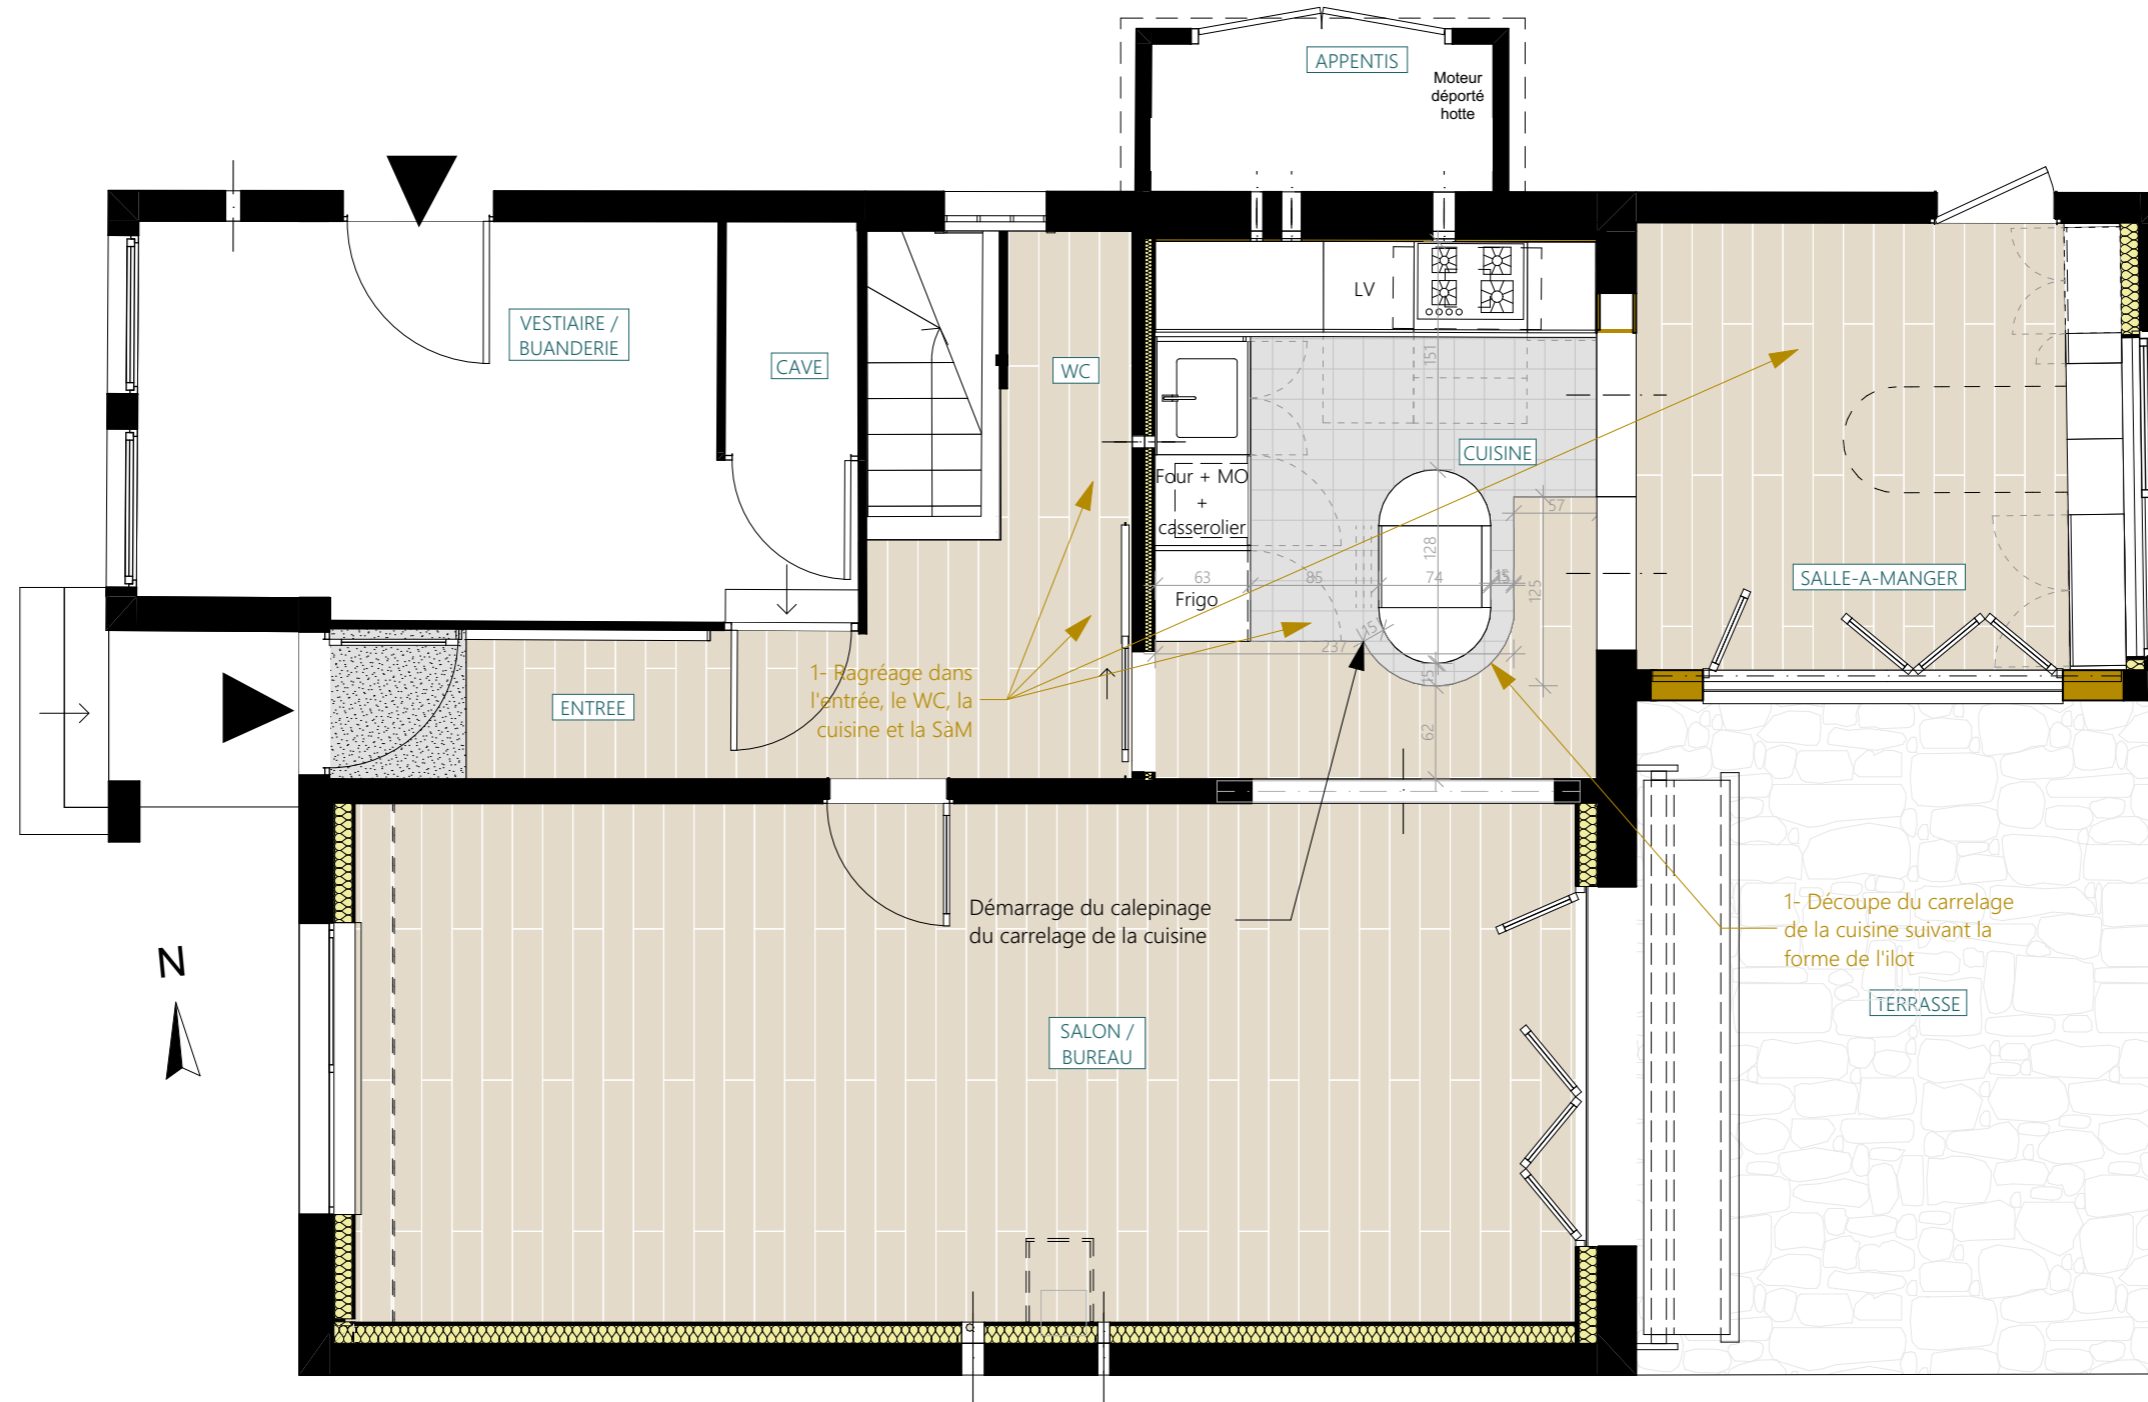 APPENTIS
Moteur
déporté
hotte
VESTIAIRE /
BUANDERIE
CAVE
WC
LV
151
CUISINE
Four + MO
+
casserolier
57
128
63
85
74
15
125
Frigo
15
237
15
62
SALLE-A-MANGER
1- Ragréage dans
l'entrée, le WC, la
cuisine et la SàM
ENTREE
Démarrage du calepinage
du carrelage de la cuisine
1- Découpe du carrelage
de la cuisine suivant la
forme de l'ilot
N
TERRASSE
SALON /
BUREAU